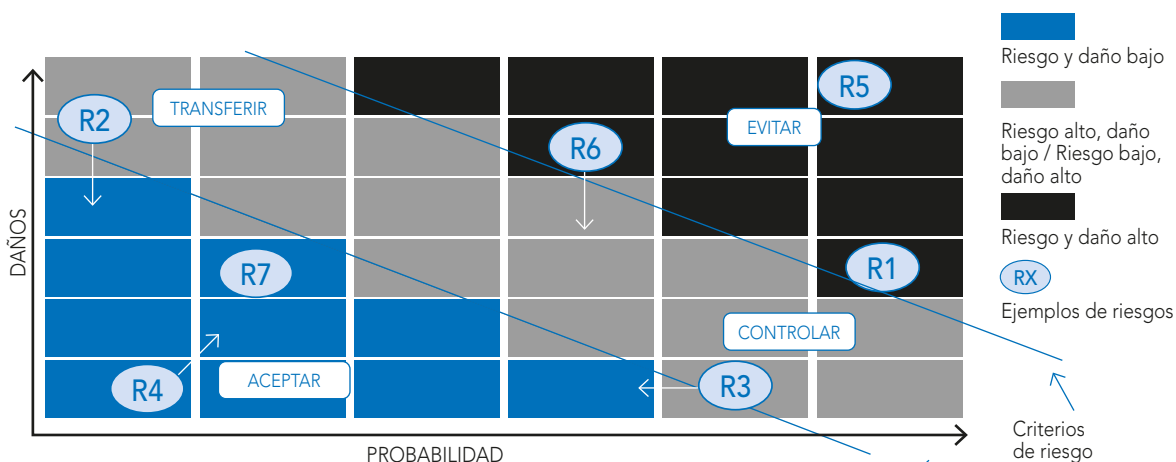 Riesgo y daño bajo
R5
TRANSFERIR
R2
EVITAR
Riesgo alto, daño
bajo / Riesgo bajo,
daño alto
R6
DAÑOS
Riesgo y daño alto
R7
R1
RX
Ejemplos de riesgos
CONTROLAR
R4
ACEPTAR
R3
Criterios
de riesgo
PROBABILIDAD